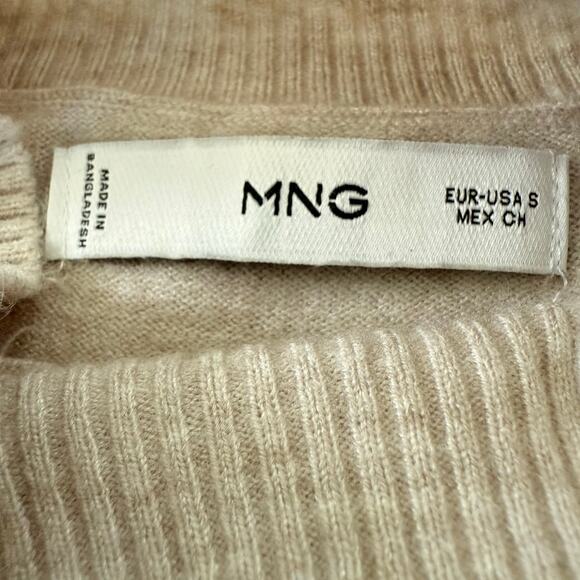 MADE IN
BANGLADESH
MNG
EUR-USA S
MEX CH